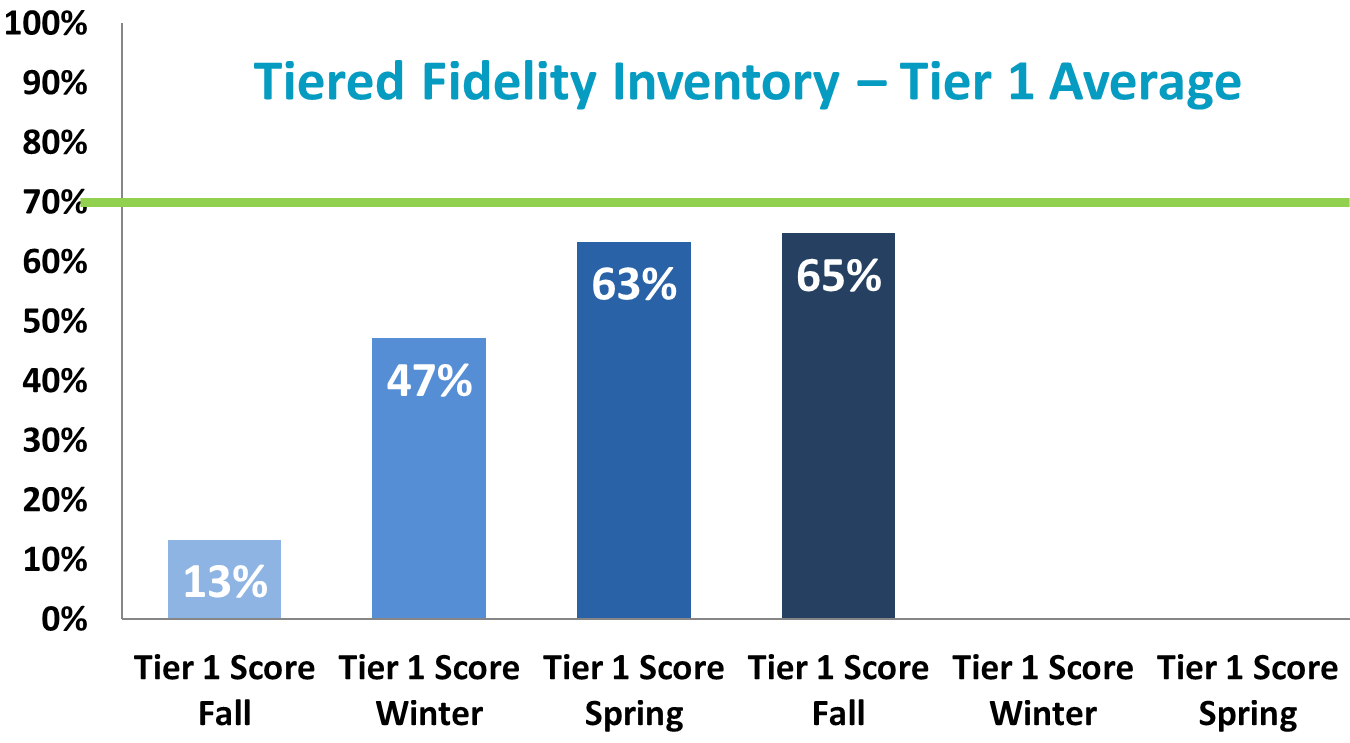 Tiered Fidelity Inventory – Tier 1 Average
100%
90%
80%
70%
60%
50%
40%
30%
20%
10%
0%
13%
47%
63%
65%
Tier 1 Score
Fall
Tier 1 Score
Winter
Tier 1 Score
Spring
Tier 1 Score
Fall
Tier 1 Score
Winter
Tier 1 Score
Spring